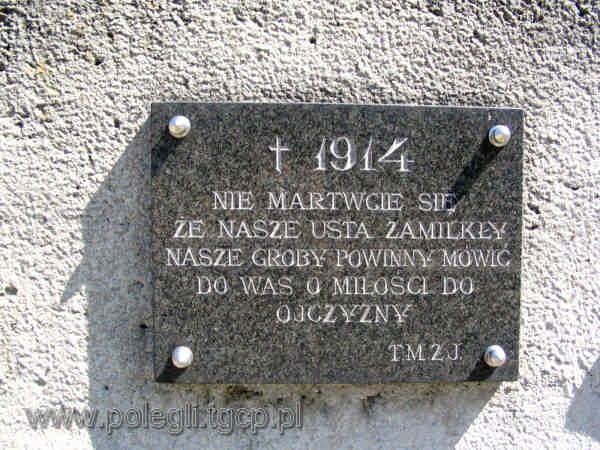 † 1914
NIE MARTWCIE SIĘ
ŻE NASZE USTA ZAMILKŁY
NASZE GROBY POWINNY MÓWIĆ
DO WAS O MIŁOŚCI DO
OJCZYZNY
T.M.Z.J.
www.polegli.tgcp.pl